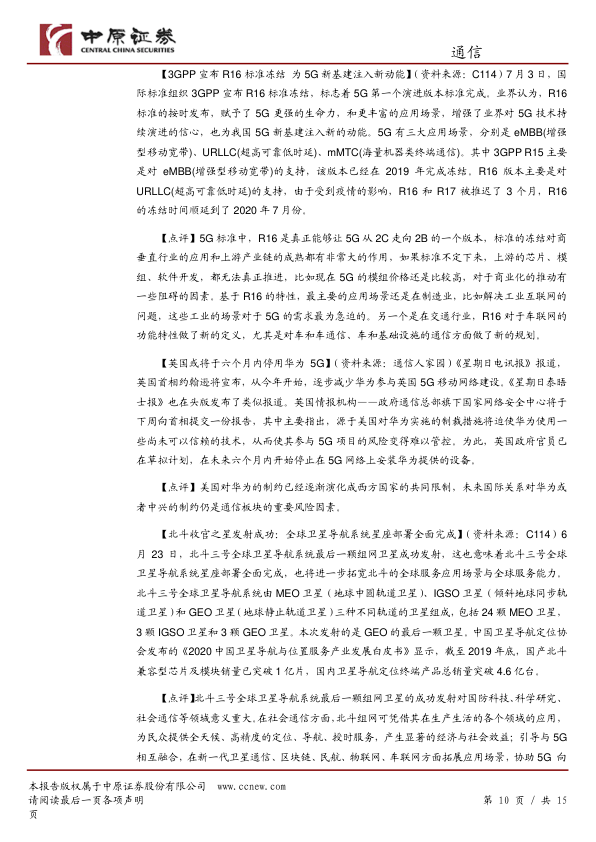 中原证券
CENTRAL CHINA SECURITIES
通信
【3GPP 宣布 R16 标准冻结 为 5G 新基建注入新动能】（资料来源：C114）7 月 3 日，国
际标准组织 3GPP 宣布 R16 标准冻结，标志着 5G 第一个演进版本标准完成。业界认为，R16
标准的按时发布，赋予了 5G 更强的生命力，和更丰富的应用场景，增强了业界对 5G 技术持
续演进的信心，也为我国 5G 新基建注入新的动能。5G 有三大应用场景，分别是 eMBB(增强
型移动宽带)、URLLC(超高可靠低时延)、mMTC(海量机器类终端通信)。其中 3GPP R15 主要
是对 eMBB(增强型移动宽带)的支持，该版本已经在 2019 年完成冻结。R16 版本主要是对
URLLC(超高可靠低时延)的支持，由于受到疫情的影响，R16 和 R17 被推迟了 3 个月，R16
的冻结时间顺延到了 2020 年 7 月份。
【点评】5G 标准中，R16 是真正能够让 5G 从 2C 走向 2B 的一个版本，标准的冻结对商
垂直行业的应用和上游产业链的成熟都有非常大的作用，如果标准不定下来，上游的芯片、模
组、软件开发，都无法真正推进，比如现在 5G 的模组价格还是比较高，对于商业化的推动有
一些阻碍的因素。基于 R16 的特性，最主要的应用场景还是在制造业，比如解决工业互联网的
问题，这些工业的场景对于 5G 的需求最为急迫的。另一个是在交通行业，R16 对于车联网的
功能特性做了新的定义，尤其是对车和车通信、车和基础设施的通信方面做了新的规划。
【英国或将于六个月内停用华为 5G】（资料来源：通信人家园）《星期日电讯报》报道，
英国首相约翰逊将宣布，从今年开始，逐步减少华为参与英国 5G 移动网络建设。《星期日泰晤
士报》也在头版发布了类似报道。英国情报机构——政府通信总部旗下国家网络安全中心将于
下周向首相提交一份报告，其中主要指出，源于美国对华为实施的制裁措施将迫使华为使用一
些尚未可以信赖的技术，从而使其参与 5G 项目的风险变得难以管控。为此，英国政府官员已
在草拟计划，在未来六个月内开始停止在 5G 网络上安装华为提供的设备。
【点评】美国对华为的制约已经逐渐演化成西方国家的共同限制，未来国际关系对华为或
者中兴的制约仍是通信板块的重要风险因素。
【北斗收官之星发射成功：全球卫星导航系统星座部署全面完成】（资料来源：C114）6
月 23 日，北斗三号全球卫星导航系统最后一颗组网卫星成功发射，这也意味着北斗三号全球
卫星导航系统星座部署全面完成，也将进一步拓宽北斗的全球服务应用场景与全球服务能力。
北斗三号全球卫星导航系统由 MEO 卫星（地球中圆轨道卫星）、IGSO 卫星（倾斜地球同步轨
道卫星）和 GEO 卫星（地球静止轨道卫星）三种不同轨道的卫星组成，包括 24 颗 MEO 卫星、
3 颗 IGSO 卫星和 3 颗 GEO 卫星。本次发射的是 GEO 的最后一颗卫星。中国卫星导航定位协
会发布的《2020 中国卫星导航与位置服务产业发展白皮书》显示，截至 2019 年底，国产北斗
兼容型芯片及模块销量已突破 1 亿片，国内卫星导航定位终端产品总销量突破 4.6 亿台。
【点评】北斗三号全球卫星导航系统最后一颗组网卫星的成功发射对国防科技、科学研究、
社会通信等领域意义重大。在社会通信方面，北斗组网可凭借其在生产生活的各个领域的应用，
为民众提供全天候、高精度的定位、导航、授时服务，产生显著的经济与社会效益；引导与 5G
相互融合，在新一代卫星通信、区块链、民航、物联网、车联网方面拓展应用场景，协助 5G 向
本报告版权属于中原证券股份有限公司 www.ccnew.com
请阅读最后一页各项声明 第 10 页 / 共 15
页